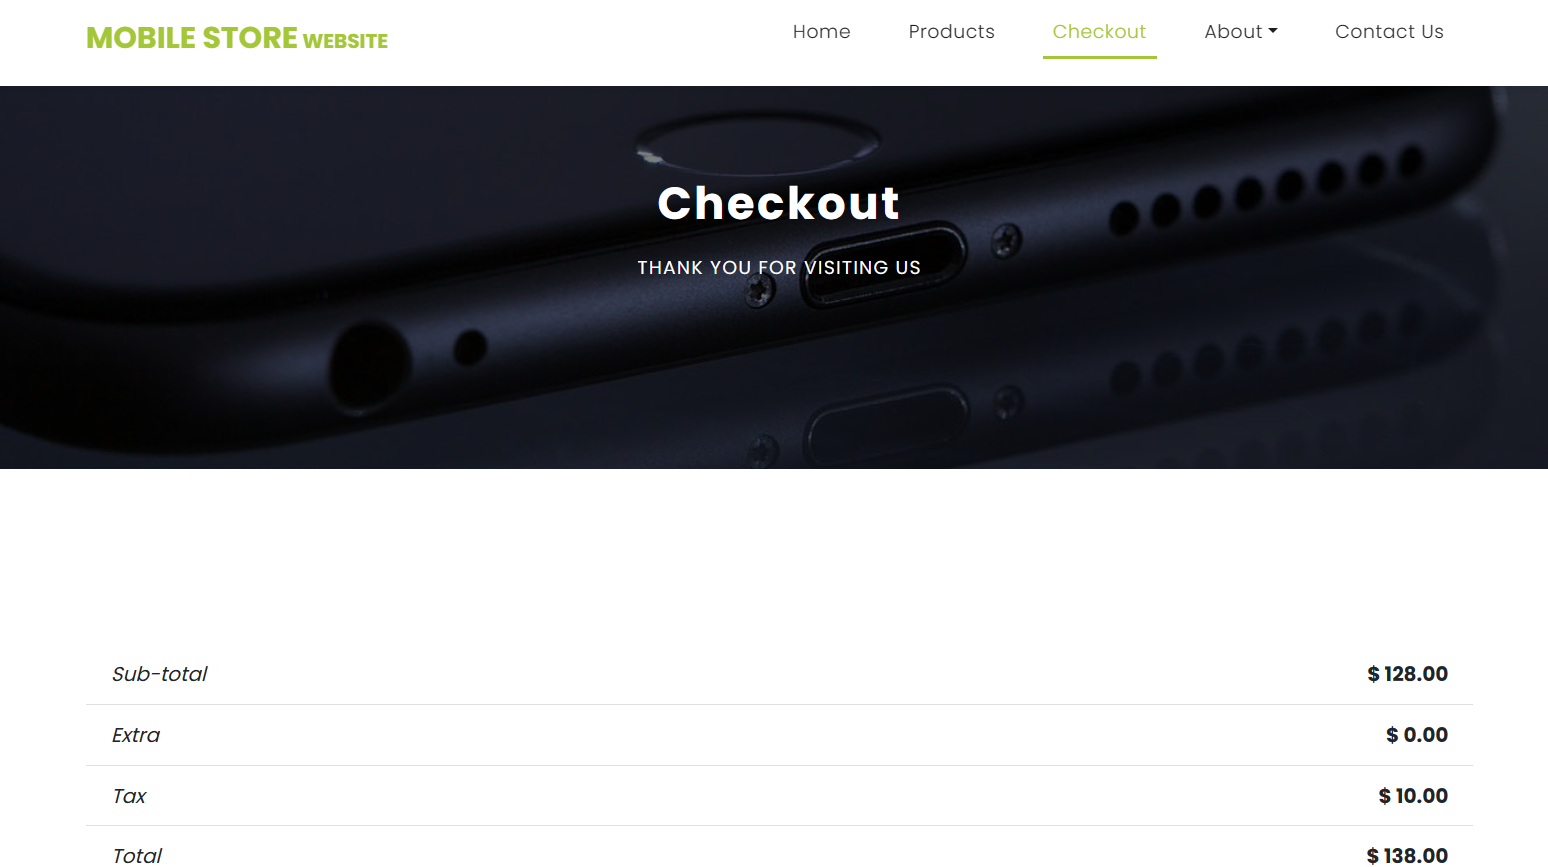 MOBILE STORE WEBSITE
Home Products Checkout About Contact Us
Checkout
THANK YOU FOR VISITING US
Sub-total $ 128.00
Extra $ 0.00
Tax $ 10.00
Total $ 138.00